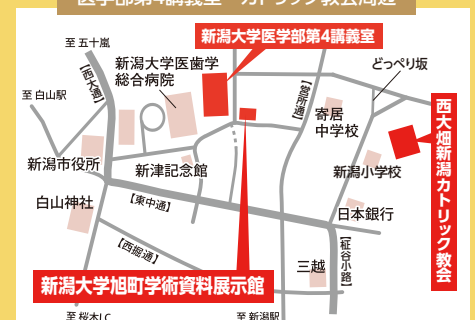 医学部第4講義室 カトリック教会周辺
至 五十嵐
新潟大学医学部第4講義室
【西大通】
新潟大学医歯学
総合病院
どっぺり坂
至 白山駅
【営所通】
寄居
中学校
西大畑新潟カトリック教会
新潟市役所
新津記念館
新潟小学校
白山神社
【東中通】
日本銀行
【西堀通】
【柾谷小路】
三越
新潟大学旭町学術資料展示館
至 桜木I.C
至 新潟駅